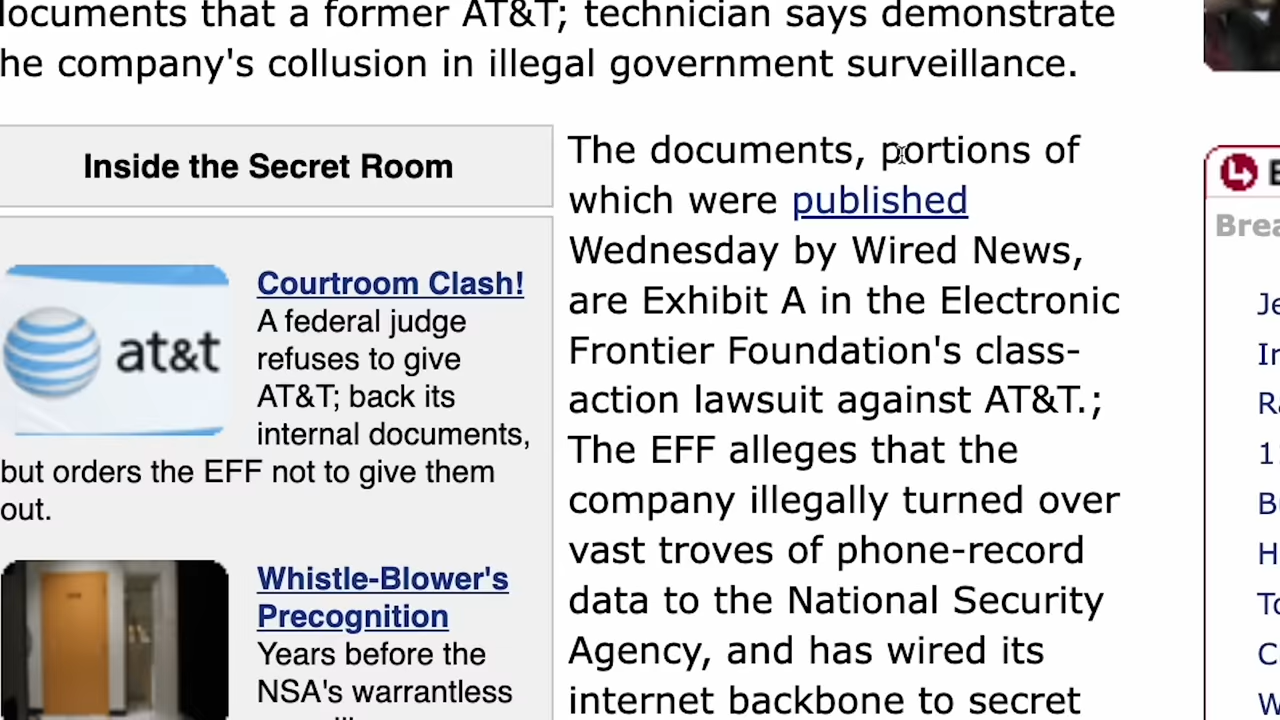 documents that a former AT&T; technician says demonstrate
the company's collusion in illegal government surveillance.
Inside the Secret Room
at&t
Courtroom Clash!
A federal judge
refuses to give
AT&T; back its
internal documents,
but orders the EFF not to give them
out.
Whistle-Blower's
Precognition
Years before the
NSA's warrantless
The documents, portions of
which were published
Wednesday by Wired News,
are Exhibit A in the Electronic
Frontier Foundation's class-
action lawsuit against AT&T.;
The EFF alleges that the
company illegally turned over
vast troves of phone-record
data to the National Security
Agency, and has wired its
internet backbone to secret